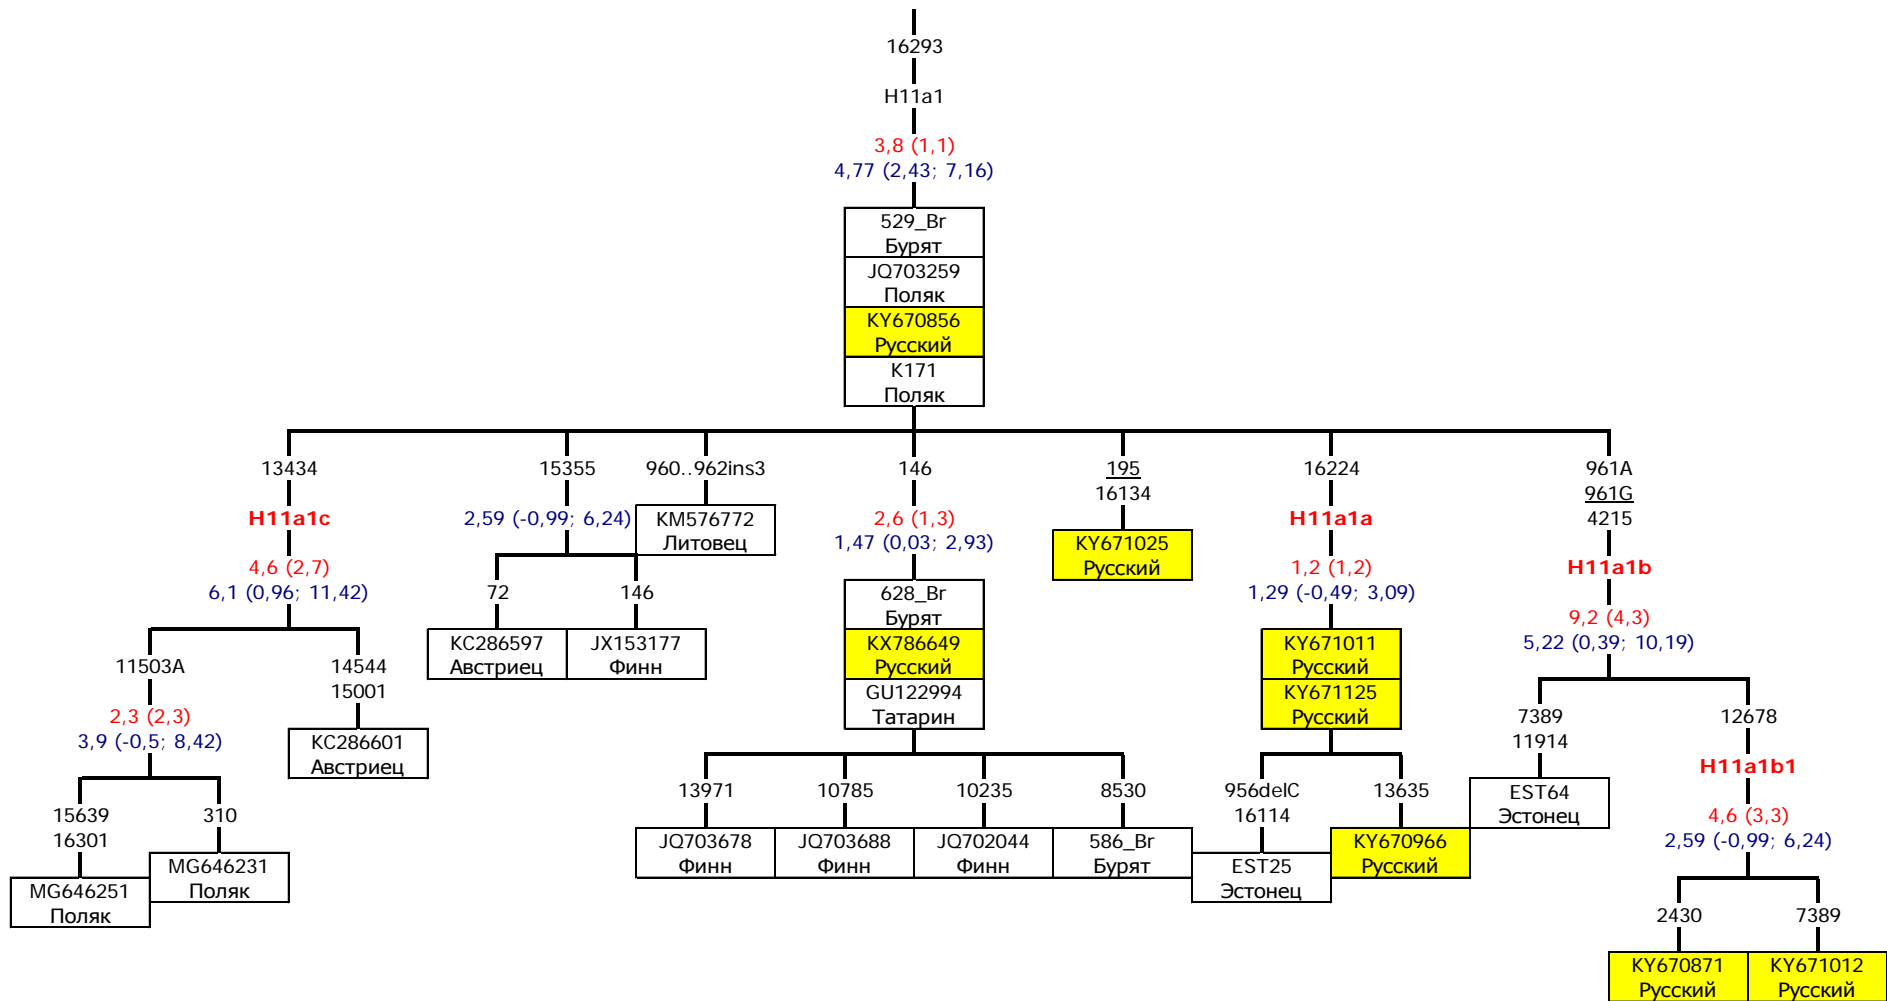 16293
H11a1
3,8 (1,1)
4,77 (2,43; 7,16)
529_Br
Бурят
JQ703259
Поляк
KY670856
Русский
K171
Поляк
13434
H11a1c
4,6 (2,7)
6,1 (0,96; 11,42)
11503A
2,3 (2,3)
3,9 (-0,5; 8,42)
15639
16301
MG646251
Поляк
310
MG646231
Поляк
14544
15001
KC286601
Австриец
15355
2,59 (-0,99; 6,24)
72
KC286597
Австриец
146
JX153177
Финн
960..962ins3
KM576772
Литовец
146
2,6 (1,3)
1,47 (0,03; 2,93)
628_Br
Бурят
KX786649
Русский
GU122994
Татарин
13971
JQ703678
Финн
10785
JQ703688
Финн
10235
JQ702044
Финн
8530
586_Br
Бурят
195
16134
KY671025
Русский
16224
H11a1a
1,2 (1,2)
1,29 (-0,49; 3,09)
KY671011
Русский
KY671125
Русский
956delC
16114
EST25
Эстонец
13635
KY670966
Русский
961A
961G
4215
H11a1b
9,2 (4,3)
5,22 (0,39; 10,19)
7389
11914
EST64
Эстонец
12678
H11a1b1
4,6 (3,3)
2,59 (-0,99; 6,24)
2430
KY670871
Русский
7389
KY671012
Русский